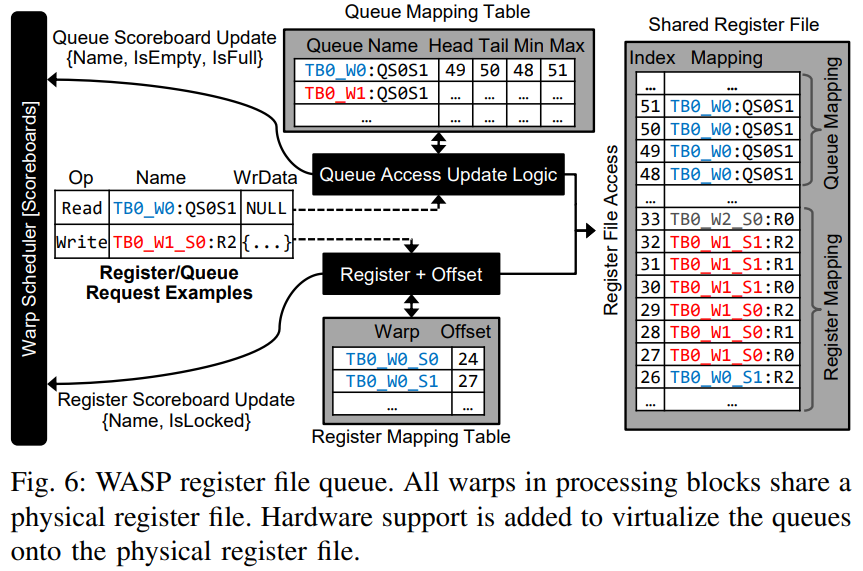 Queue Mapping Table
Queue Scoreboard Update
{Name, IsEmpty, IsFull}
Queue Name Head Tail Min Max
TB0_W0:QS0S1 49 50 48 51
TB0_W1:QS0S1 … … … …
… … … … …
Shared Register File
Index Mapping
… …
51 TB0_W0:QS0S1
50 TB0_W0:QS0S1
49 TB0_W0:QS0S1
48 TB0_W0:QS0S1
… …
33 TB0_W2_S0:R0
32 TB0_W1_S1:R2
31 TB0_W1_S1:R1
30 TB0_W1_S1:R0
29 TB0_W1_S0:R2
28 TB0_W1_S0:R1
27 TB0_W1_S0:R0
26 TB0_W0_S1:R2
… …
Queue Mapping
Register Mapping
Register File Access
Warp Scheduler [Scoreboards]
Queue Access Update Logic
Op Name WrData
Read TB0_W0:QS0S1 NULL
Write TB0_W1_S0:R2 {...}
Register/Queue
Request Examples
Register + Offset
Warp Offset
TB0_W0_S0 24
TB0_W0_S1 27
… …
Register Mapping Table
Register Scoreboard Update
{Name, IsLocked}
Fig. 6: WASP register file queue. All warps in processing blocks share a
physical register file. Hardware support is added to virtualize the queues
onto the physical register file.